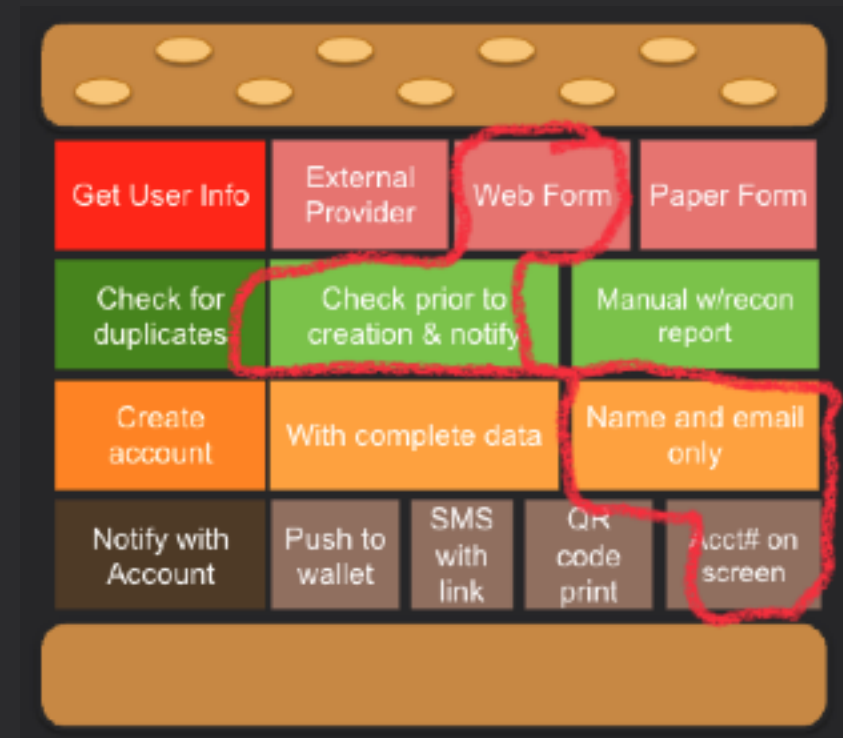 Get User Info
External
Provider
Web Form
Paper Form
Check for
duplicates
Check prior to
creation & notify
Manual w/recon
report
Create
account
With complete data
Name and email
only
Notify with
Account
Push to
wallet
SMS
with
link
QR
code
print
Acct# on
screen